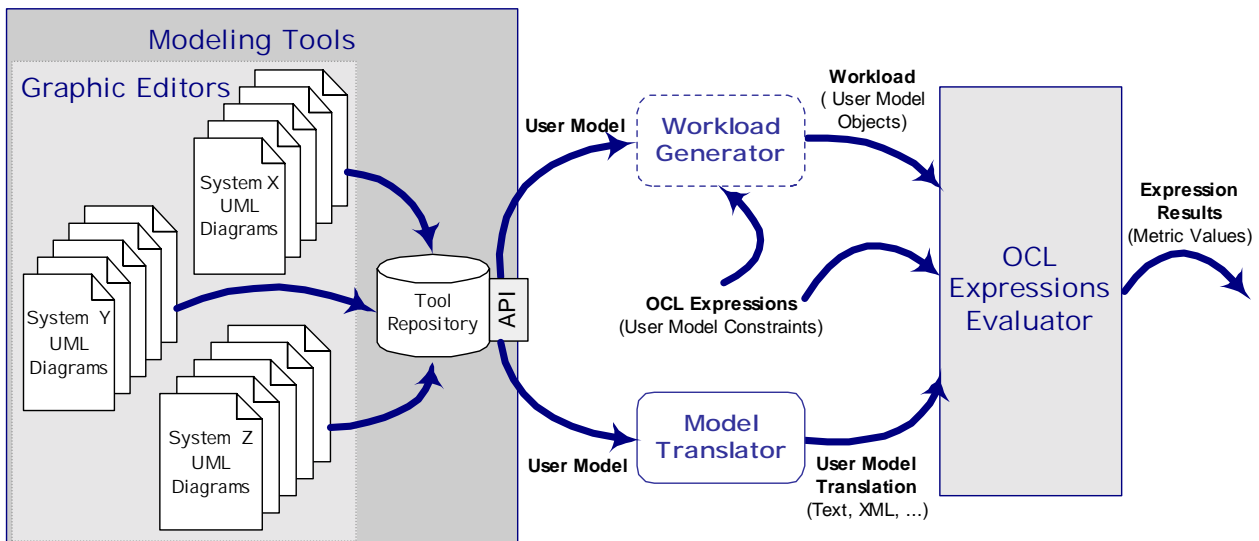 Modeling Tools
Graphic Editors
System X
UML
Diagrams
System Y
UML
Diagrams
System Z
UML
Diagrams
Tool
Repository
API
User Model
User Model
Workload
Generator
Model
Translator
OCL Expressions
(User Model Constraints)
Workload
( User Model
Objects)
User Model
Translation
(Text, XML, ...)
OCL
Expressions
Evaluator
Expression
Results
(Metric Values)